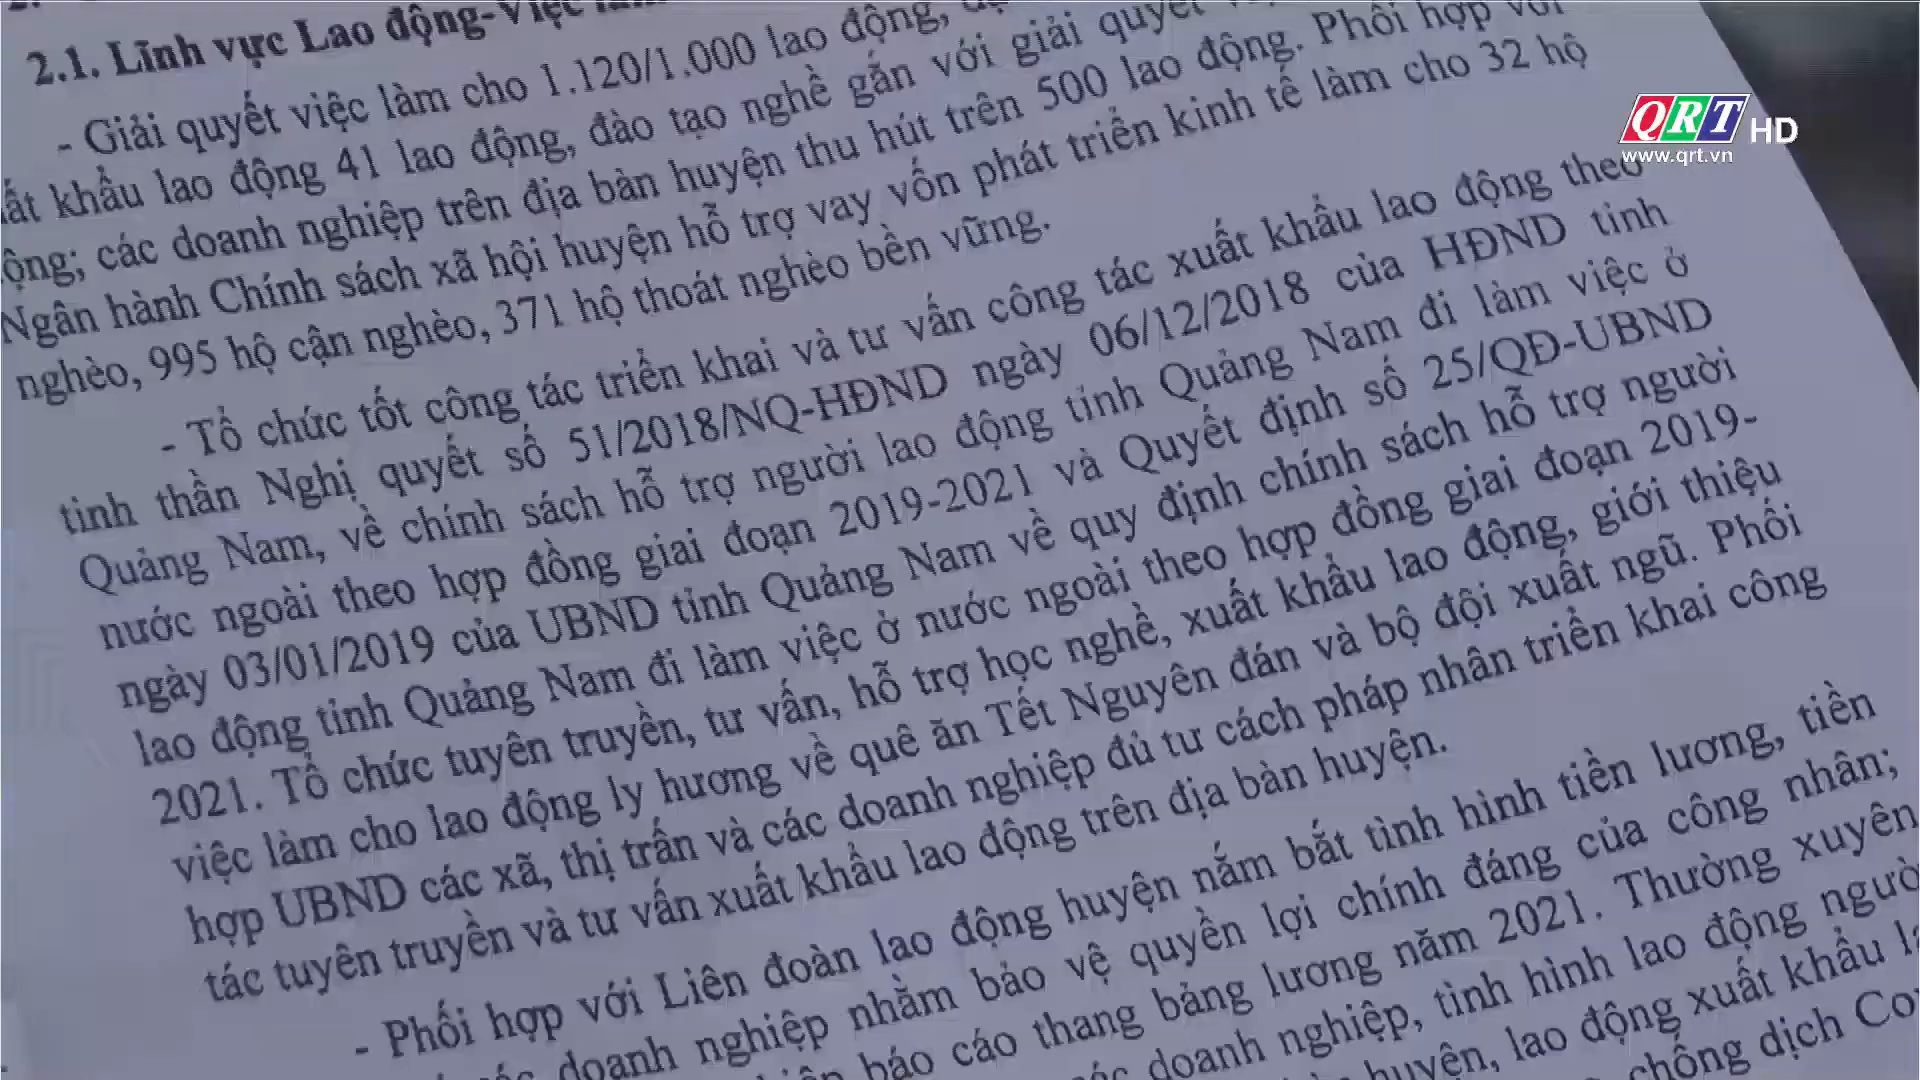 2.1. Lĩnh vực Lao động-Việc làm
- Giải quyết việc làm cho 1.120/1.000 lao động,
khẩu lao động 41 lao động, đào tạo nghề gắn với giải quyết
các doanh nghiệp trên địa bàn huyện thu hút trên 500 lao động. Phối hợp với
Ngân hành Chính sách xã hội huyện hỗ trợ vay vốn phát triển kinh tế làm cho 32 hộ
nghèo, 995 hộ cận nghèo, 371 hộ thoát nghèo bền vững.
- Tổ chức tốt công tác triển khai và tư vấn công tác xuất khẩu lao động theo
tinh thần Nghị quyết số 51/2018/NQ-HĐND ngày 06/12/2018 của HĐND tỉnh
Quảng Nam, về chính sách hỗ trợ người lao động tỉnh Quảng Nam đi làm việc ở
nước ngoài theo hợp đồng giai đoạn 2019-2021 và Quyết định số 25/QĐ-UBND
ngày 03/01/2019 của UBND tỉnh Quảng Nam về quy định chính sách hỗ trợ người
lao động tỉnh Quảng Nam đi làm việc ở nước ngoài theo hợp đồng giai đoạn 2019-
2021. Tổ chức tuyên truyền, tư vấn, hỗ trợ học nghề, xuất khẩu lao động, giới thiệu
việc làm cho lao động ly hương về quê ăn Tết Nguyên đán và bộ đội xuất ngũ. Phối
hợp UBND các xã, thị trấn và các doanh nghiệp đủ tư cách pháp nhân triển khai công
tác tuyên truyền và tư vấn xuất khẩu lao động trên địa bàn huyện.
- Phối hợp với Liên đoàn lao động huyện nắm bắt tình hình tiền lương, tiền
doanh nghiệp nhằm bảo vệ quyền lợi chính đáng của công nhân;
báo cáo thang bảng lương năm 2021. Thường xuyên
doanh nghiệp, tình hình lao động người
huyện, lao động xuất khẩu
chống dịch
QRT HD
www.qrt.vn